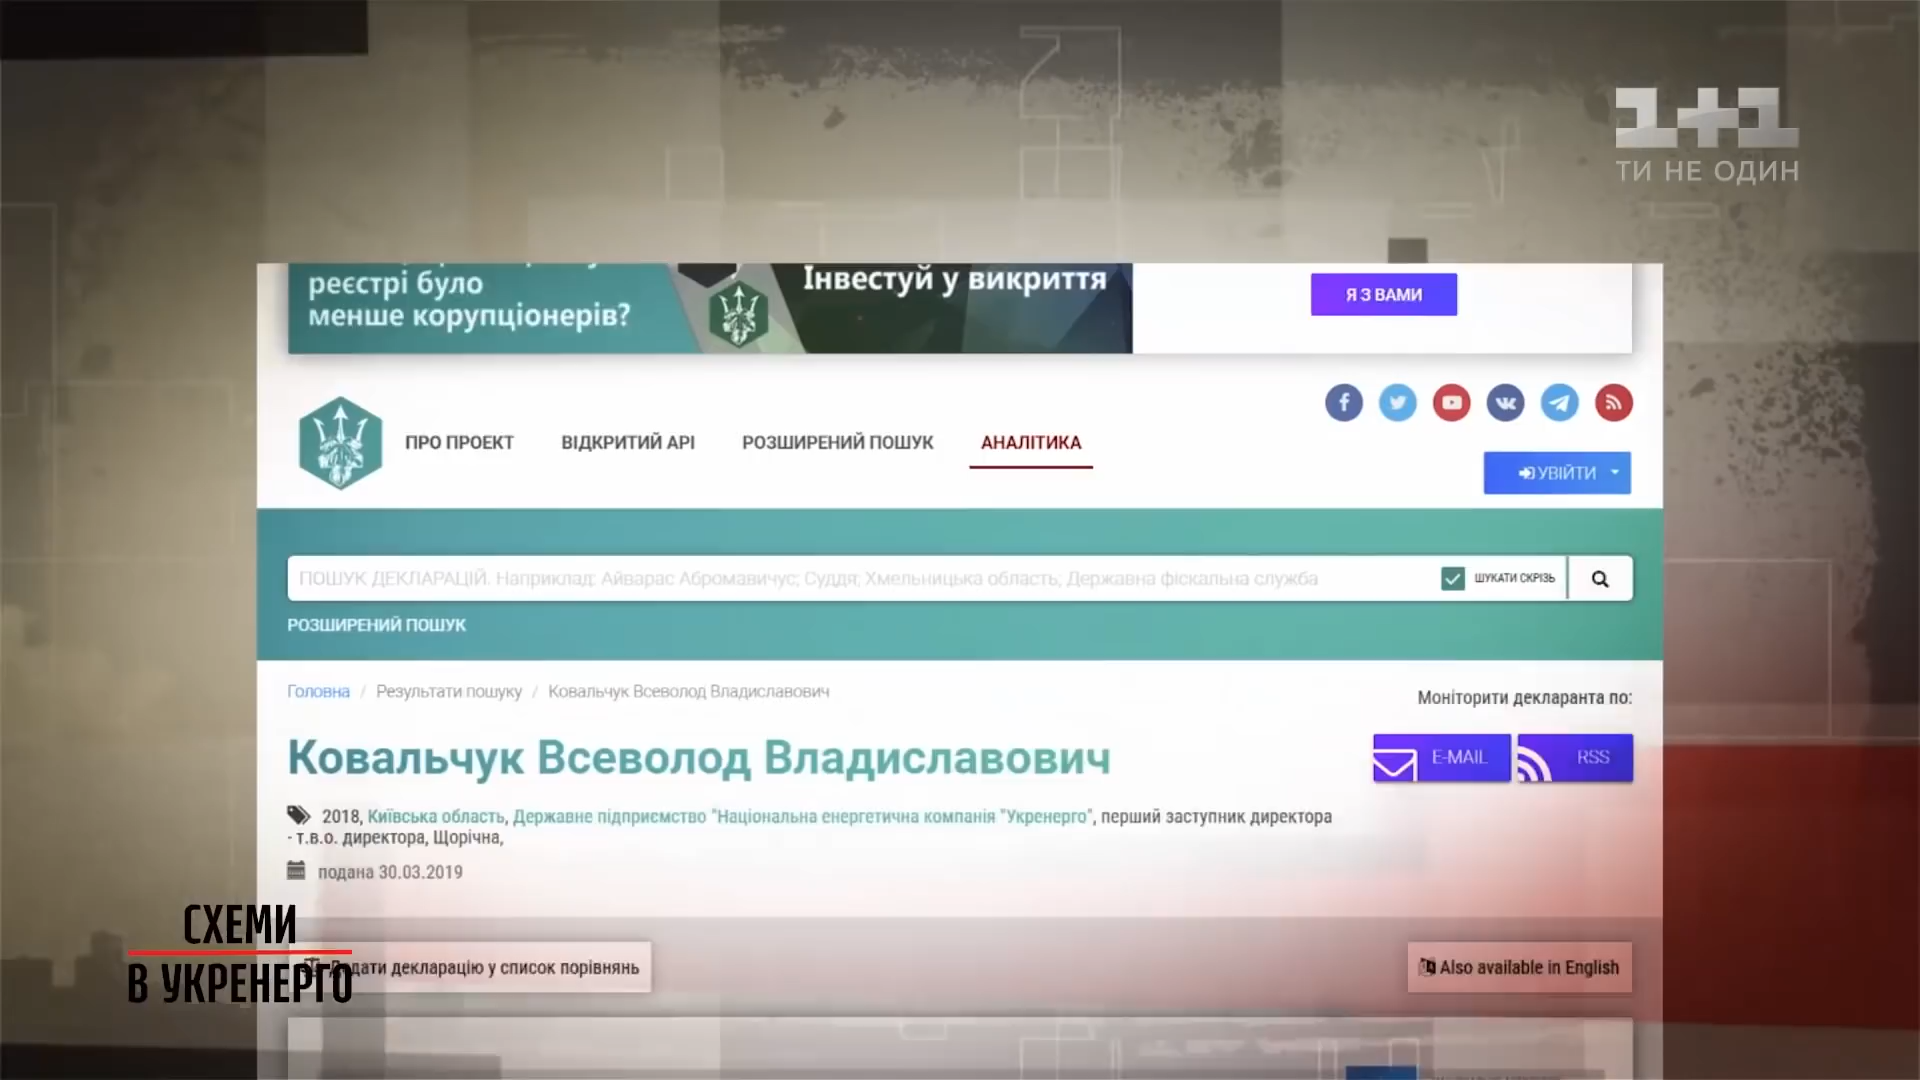 1+1
ТИ НЕ ОДИН
реєстрі було
менше корупціонерів?
Інвестуй у викриття
Я З ВАМИ
ПРО ПРОЕКТ
ВІДКРИТИЙ АРІ
РОЗШИРЕНИЙ ПОШУК
АНАЛІТИКА
УВІЙТИ
ПОШУК ДЕКЛАРАЦІЙ. Наприклад: Айварас Абромавичус; Суддя; Хмельницька область; Державна фіскальна служба
ШУКАТИ СКРІЗЬ
РОЗШИРЕНИЙ ПОШУК
Головна / Результати пошуку / Ковальчук Всеволод Владиславович
Моніторити декларанта по:
Ковальчук Всеволод Владиславович
E-MAIL
RSS
2018, Київська область, Державне підприємство "Національна енергетична компанія "Укренерго", перший заступник директора
- т.в.о. директора, Щорічна,
подана 30.03.2019
СХЕМИ
В УКРЕНЕРГО
Додати декларацію у список порівнянь
Also available in English